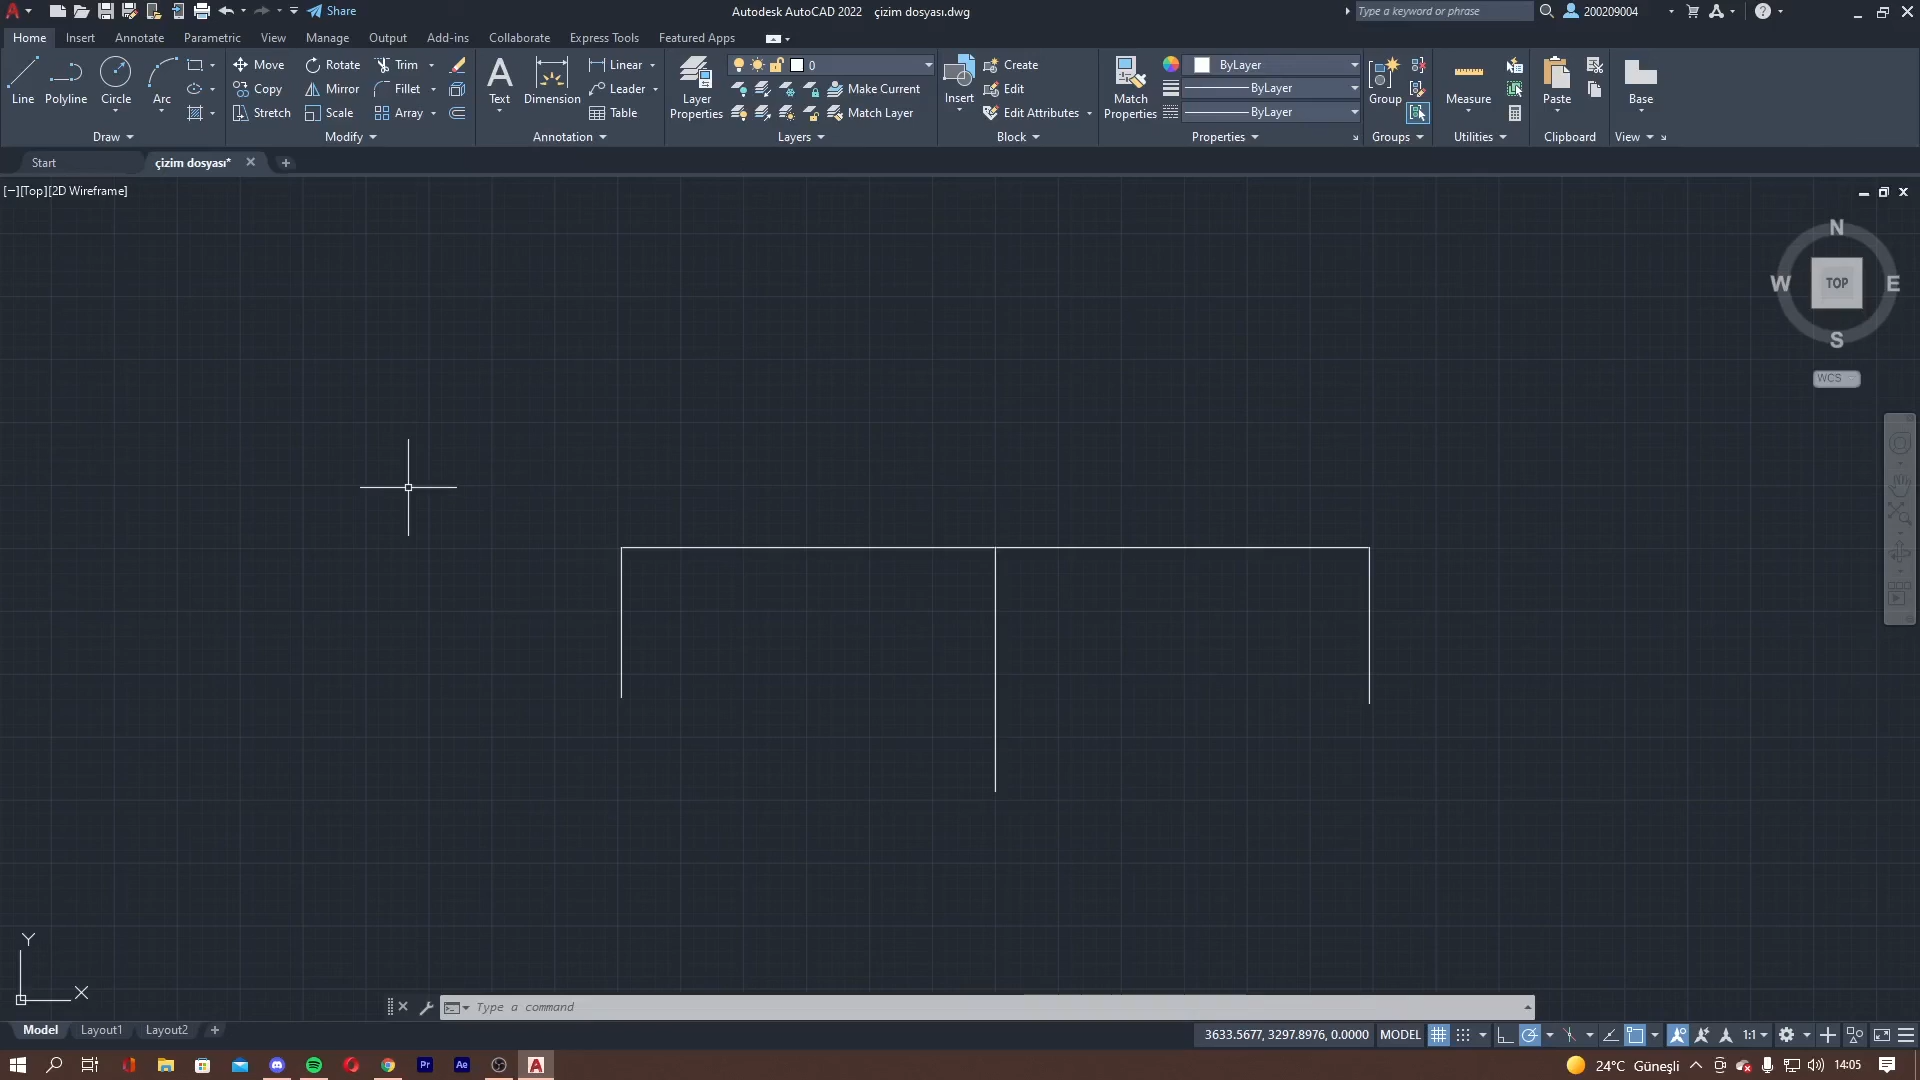 Share
Autodesk AutoCAD 2022 çizim dosyası.dwg
Type a keyword or phrase
200209004
Home Insert Annotate Parametric View Manage Output Add-ins Collaborate Express Tools Featured Apps
Line Polyline Circle Arc
Draw
Move Rotate Trim
Copy Mirror Fillet
Stretch Scale Array
Modify
Text Dimension
Linear
Leader
Table
Annotation
Layer Properties
0
Make Current
Match Layer
Layers
Insert
Create
Edit
Edit Attributes
Block
Match Properties
ByLayer
ByLayer
ByLayer
Properties
Group
Groups
Measure
Utilities
Paste
Clipboard
Base
View
Start çizim dosyası*
[−][Top][2D Wireframe]
N
W TOP E
S
WCS
Y
X
Type a command
Model Layout1 Layout2
3633.5677, 3297.8976, 0.0000 MODEL 1:1
Pr Ae A
24°C Güneşli 14:05